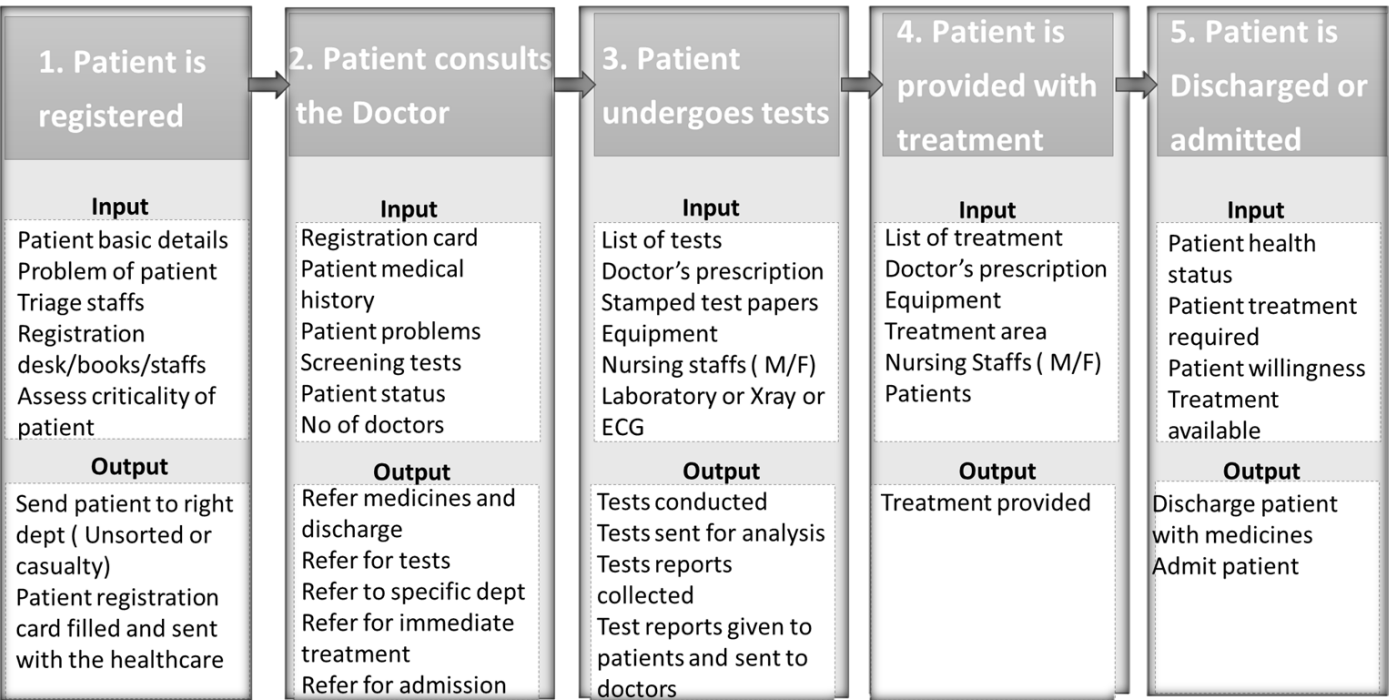 1. Patient is
registered
Input
Patient basic details
Problem of patient
Triage staffs
Registration
desk/books/staffs
Assess criticality of
patient
Output
Send patient to right
dept ( Unsorted or
casualty)
Patient registration
card filled and sent
with the healthcare
2. Patient consults
the Doctor
Input
Registration card
Patient medical
history
Patient problems
Screening tests
Patient status
No of doctors
Output
Refer medicines and
discharge
Refer for tests
Refer to specific dept
Refer for immediate
treatment
Refer for admission
3. Patient
undergoes tests
Input
List of tests
Doctor’s prescription
Stamped test papers
Equipment
Nursing staffs ( M/F)
Laboratory or Xray or
ECG
Output
Tests conducted
Tests sent for analysis
Tests reports
collected
Test reports given to
patients and sent to
doctors
4. Patient is
provided with
treatment
Input
List of treatment
Doctor’s prescription
Equipment
Treatment area
Nursing Staffs ( M/F)
Patients
Output
Treatment provided
5. Patient is
Discharged or
admitted
Input
Patient health
status
Patient treatment
required
Patient willingness
Treatment
available
Output
Discharge patient
with medicines
Admit patient